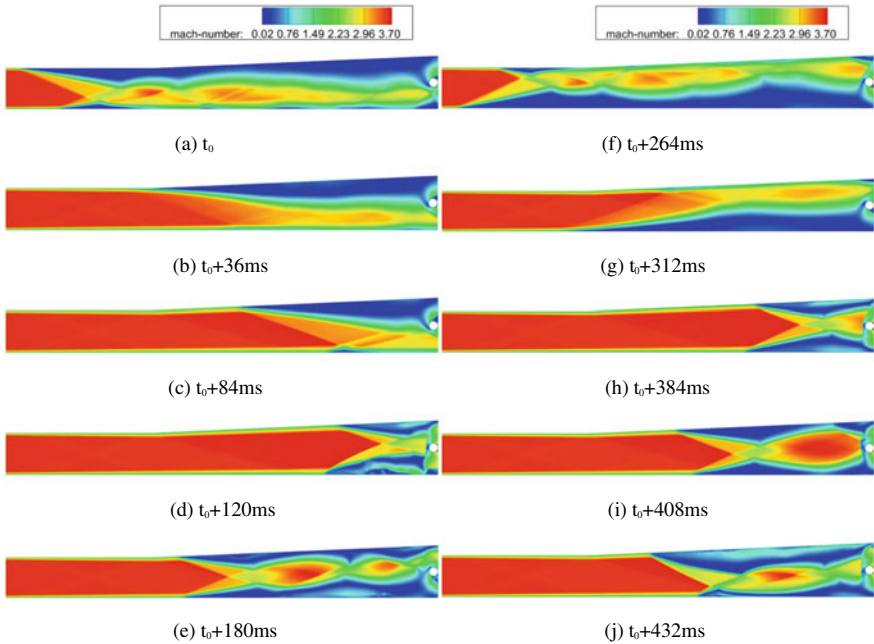 mach-number: 0.02 0.76 1.49 2.23 2.96 3.70
mach-number: 0.02 0.76 1.49 2.23 2.96 3.70
(a) t₀
(f) t₀+264ms
(b) t₀+36ms
(g) t₀+312ms
(c) t₀+84ms
(h) t₀+384ms
(d) t₀+120ms
(i) t₀+408ms
(e) t₀+180ms
(j) t₀+432ms